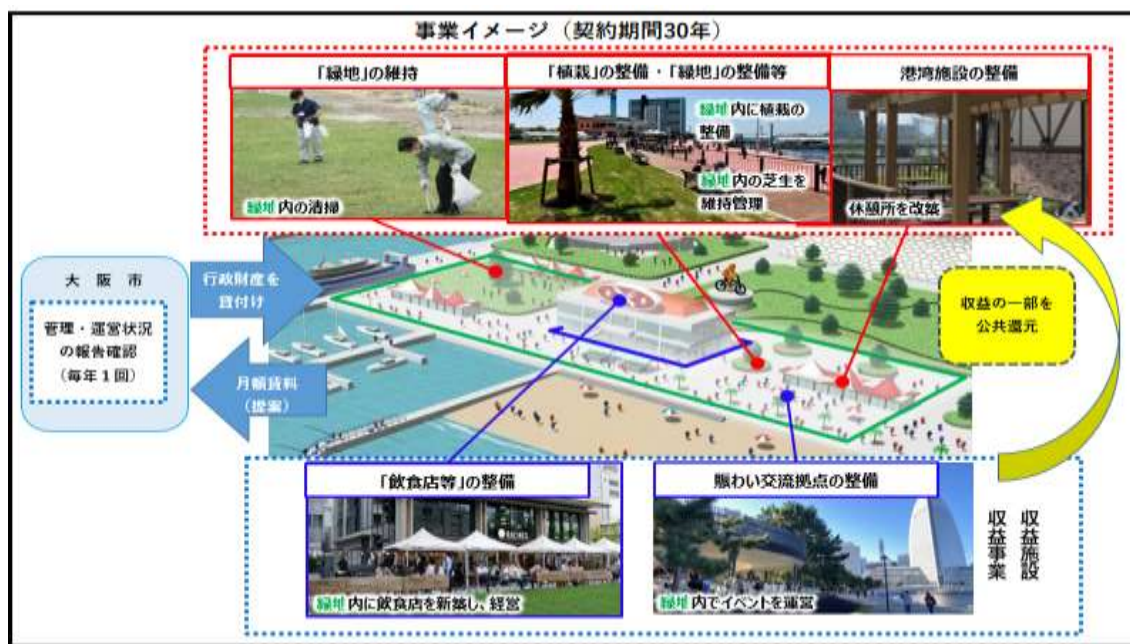 事業イメージ（契約期間30年）
「緑地」の維持
「植栽」の整備・「緑地」の整備等
港湾施設の整備
緑地内に植栽の
整備
緑地内の芝生を
維持管理
緑地内の清掃
休憩所を改築
大阪市
管理・運営状況
の報告確認
（毎年１回）
行政財産を
貸付け
月額賃料
（提案）
収益の一部を
公共還元
「飲食店等」の整備
賑わい交流拠点の整備
緑地内に飲食店を新築し、経営
緑地内でイベントを運営
収益施設
収益事業